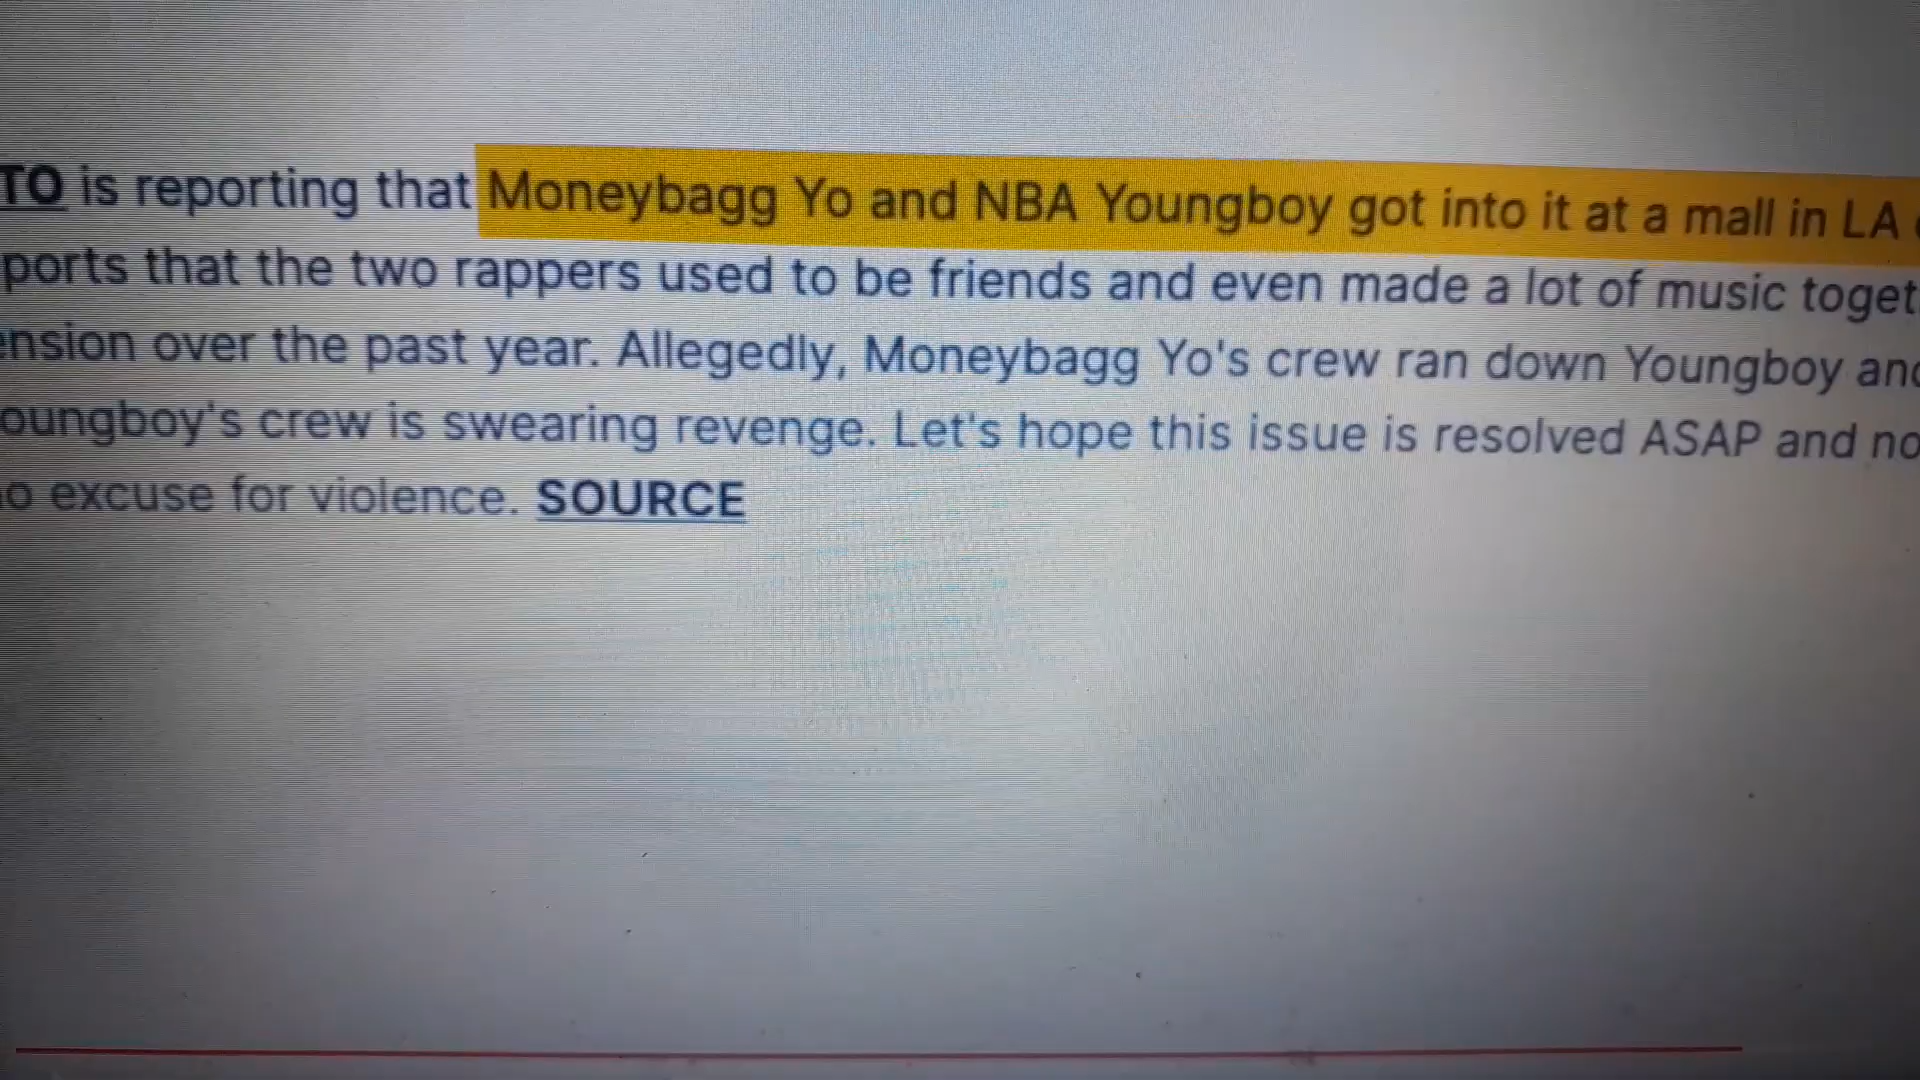 TO is reporting that Moneybagg Yo and NBA Youngboy got into it at a mall in LA
ports that the two rappers used to be friends and even made a lot of music toget
ension over the past year. Allegedly, Moneybagg Yo's crew ran down Youngboy and
oungboy's crew is swearing revenge. Let's hope this issue is resolved ASAP and no
o excuse for violence. SOURCE